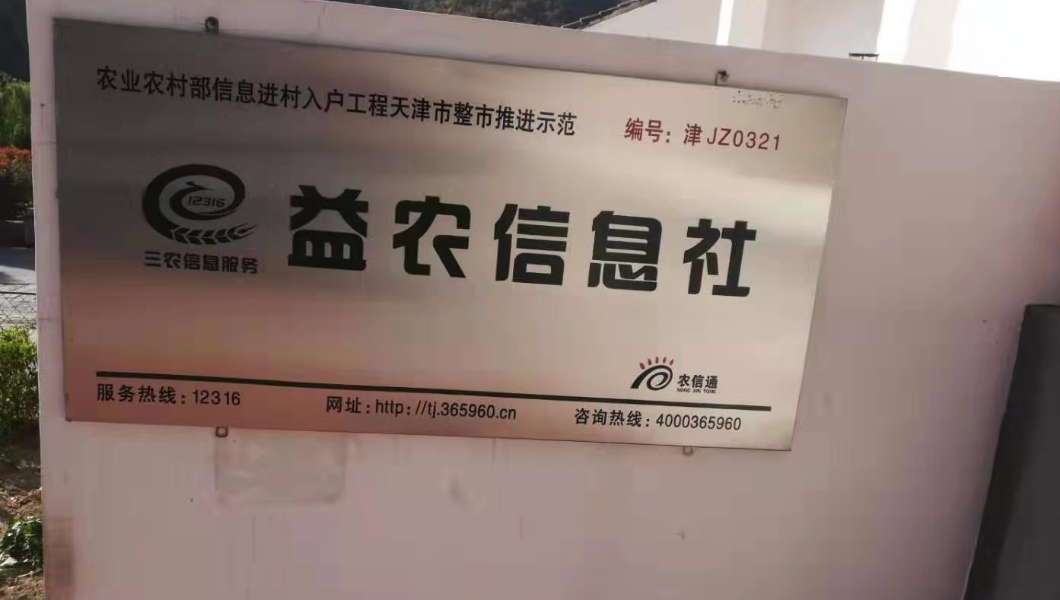 农业农村部信息进村入户工程天津市整市推进示范
编号：津JZ0321
12316
三农信息服务
益农信息社
农信通
NONG XIN TONG
服务热线：12316
网址：http://tj.365960.cn
咨询热线：4000365960